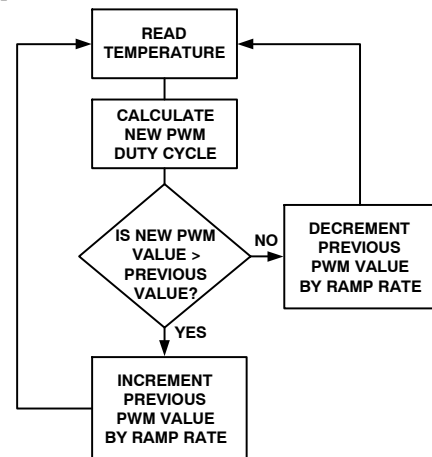 READ
TEMPERATURE
CALCULATE
NEW PWM
DUTY CYCLE
IS NEW PWM
VALUE >
PREVIOUS
VALUE?
NO
DECREMENT
PREVIOUS
PWM VALUE
BY RAMP RATE
YES
INCREMENT
PREVIOUS
PWM VALUE
BY RAMP RATE